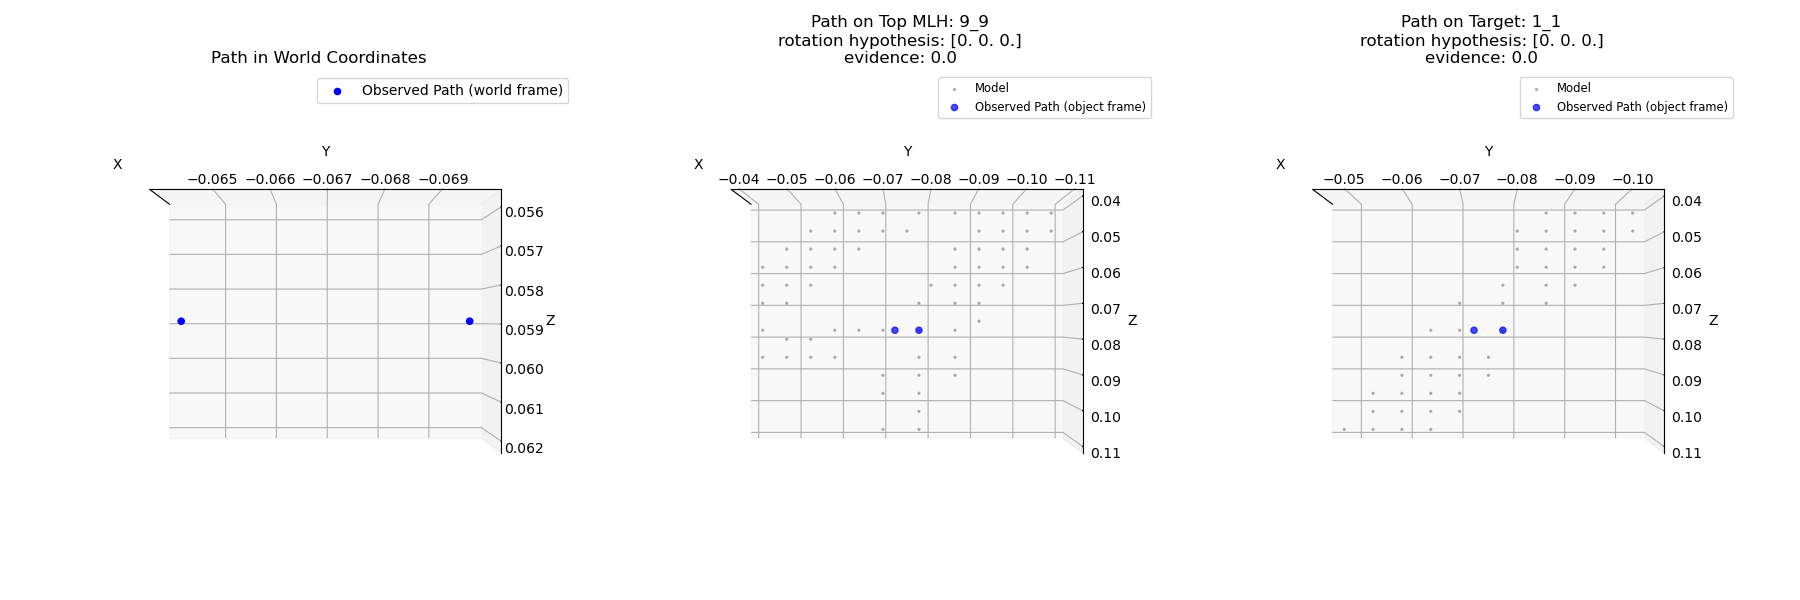 Path in World Coordinates
Observed Path (world frame)
X
Y
−0.065 −0.066 −0.067 −0.068 −0.069
0.056
0.057
0.058
0.059
0.060
0.061
0.062
Z
Path on Top MLH: 9_9
rotation hypothesis: [0. 0. 0.]
evidence: 0.0
Model
Observed Path (object frame)
X
Y
−0.04 −0.05 −0.06 −0.07 −0.08 −0.09 −0.10 −0.11
0.04
0.05
0.06
0.07
0.08
0.09
0.10
0.11
Z
Path on Target: 1_1
rotation hypothesis: [0. 0. 0.]
evidence: 0.0
Model
Observed Path (object frame)
X
Y
−0.05 −0.06 −0.07 −0.08 −0.09 −0.10
0.04
0.05
0.06
0.07
0.08
0.09
0.10
0.11
Z